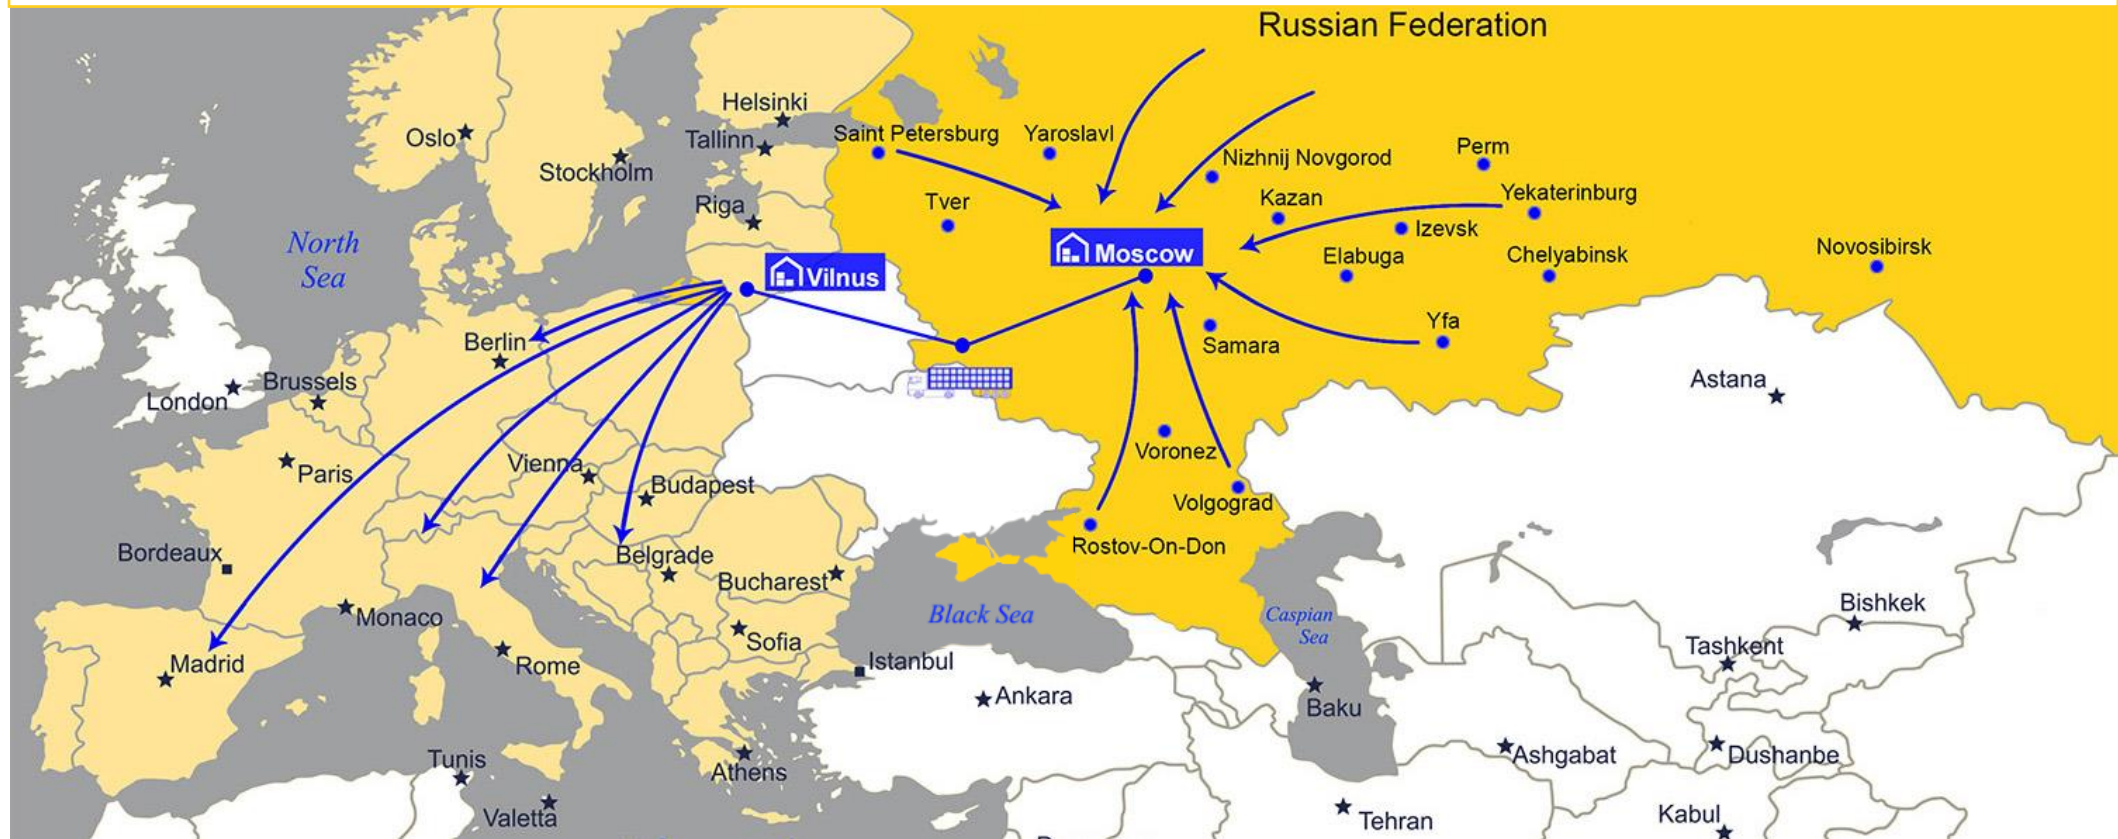 Russian Federation
Helsinki
Oslo
Tallinn
Saint Petersburg
Yaroslavl
Stockholm
Nizhnij Novgorod
Perm
Riga
Tver
Kazan
Yekaterinburg
Izevsk
North
Sea
Vilnus
Moscow
Elabuga
Chelyabinsk
Novosibirsk
Berlin
Yfa
Samara
Brussels
London
Astana
Paris
Vienna
Budapest
Voronez
Volgograd
Bordeaux
Belgrade
Bucharest
Rostov-On-Don
Monaco
Black Sea
Caspian
Sea
Bishkek
Sofia
Madrid
Rome
Istanbul
Tashkent
Ankara
Baku
Tunis
Athens
Ashgabat
Dushanbe
Valetta
Tehran
Kabul